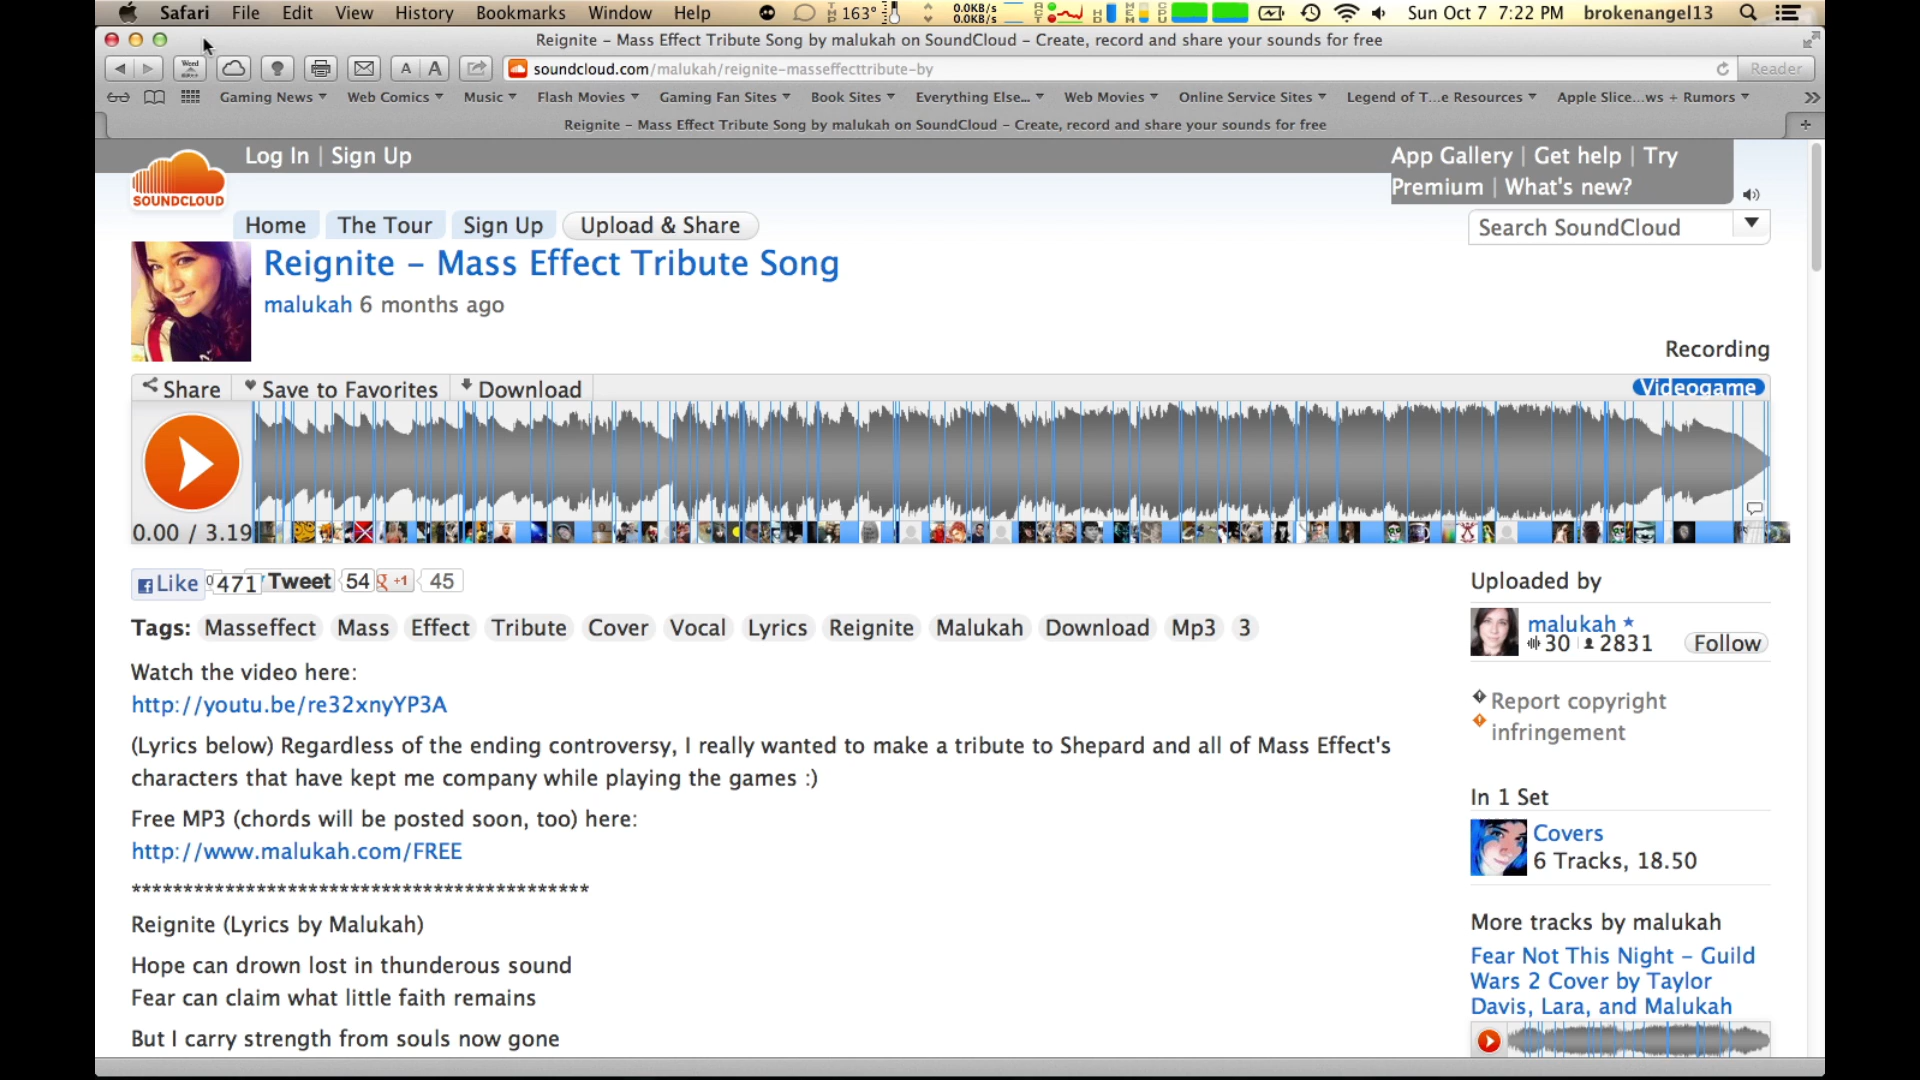 Safari File Edit View History Bookmarks Window Help 163° 0.0KB/s 0.0KB/s Sun Oct 7 7:22 PM brokenangel13
Reignite – Mass Effect Tribute Song by malukah on SoundCloud – Create, record and share your sounds for free
A A soundcloud.com/malukah/reignite-masseffecttribute-by Reader
Gaming News Web Comics Music Flash Movies Gaming Fan Sites Book Sites Everything Else... Web Movies Online Service Sites Legend of T...e Resources Apple Slice...ws + Rumors
Reignite – Mass Effect Tribute Song by malukah on SoundCloud – Create, record and share your sounds for free
SOUNDCLOUD
Log In | Sign Up
App Gallery | Get help | Try
Premium | What's new?
Home The Tour Sign Up Upload & Share
Search SoundCloud
Reignite – Mass Effect Tribute Song
malukah 6 months ago
Recording
Share Save to Favorites Download
Videogame
0.00 / 3.19
Like 471 Tweet 54 +1 45
Tags: Masseffect Mass Effect Tribute Cover Vocal Lyrics Reignite Malukah Download Mp3 3
Watch the video here:
http://youtu.be/re32xnyYP3A
(Lyrics below) Regardless of the ending controversy, I really wanted to make a tribute to Shepard and all of Mass Effect's
characters that have kept me company while playing the games :)
Free MP3 (chords will be posted soon, too) here:
http://www.malukah.com/FREE
********************************************
Reignite (Lyrics by Malukah)
Hope can drown lost in thunderous sound
Fear can claim what little faith remains
But I carry strength from souls now gone
Uploaded by
malukah
30 2831 Follow
Report copyright
infringement
In 1 Set
Covers
6 Tracks, 18.50
More tracks by malukah
Fear Not This Night – Guild
Wars 2 Cover by Taylor
Davis, Lara, and Malukah